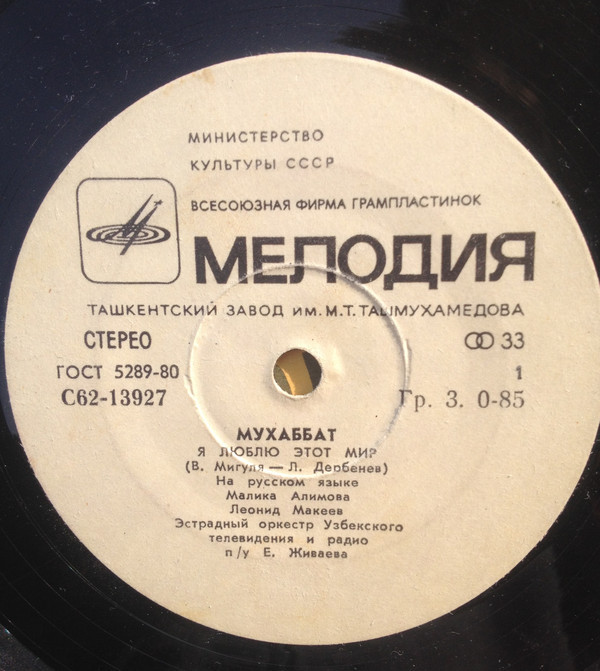 МИНИСТЕРСТВО
КУЛЬТУРЫ СССР
ВСЕСОЮЗНАЯ ФИРМА ГРАМПЛАСТИНОК
МЕЛОДИЯ
ТАШКЕНТСКИЙ ЗАВОД ИМ. М.Т. ТАШМУХАМЕДОВА
СТЕРЕО 33
ГОСТ 5289-80 1
С62-13927 Гр. 3. 0-85
МУХАББАТ
Я ЛЮБЛЮ ЭТОТ МИР
(В. Мигуля — Л. Дербенев)
На русском языке
Малика Алимова
Леонид Макеев
Эстрадный оркестр Узбекского
телевидения и радио
п/у Е. Живаева